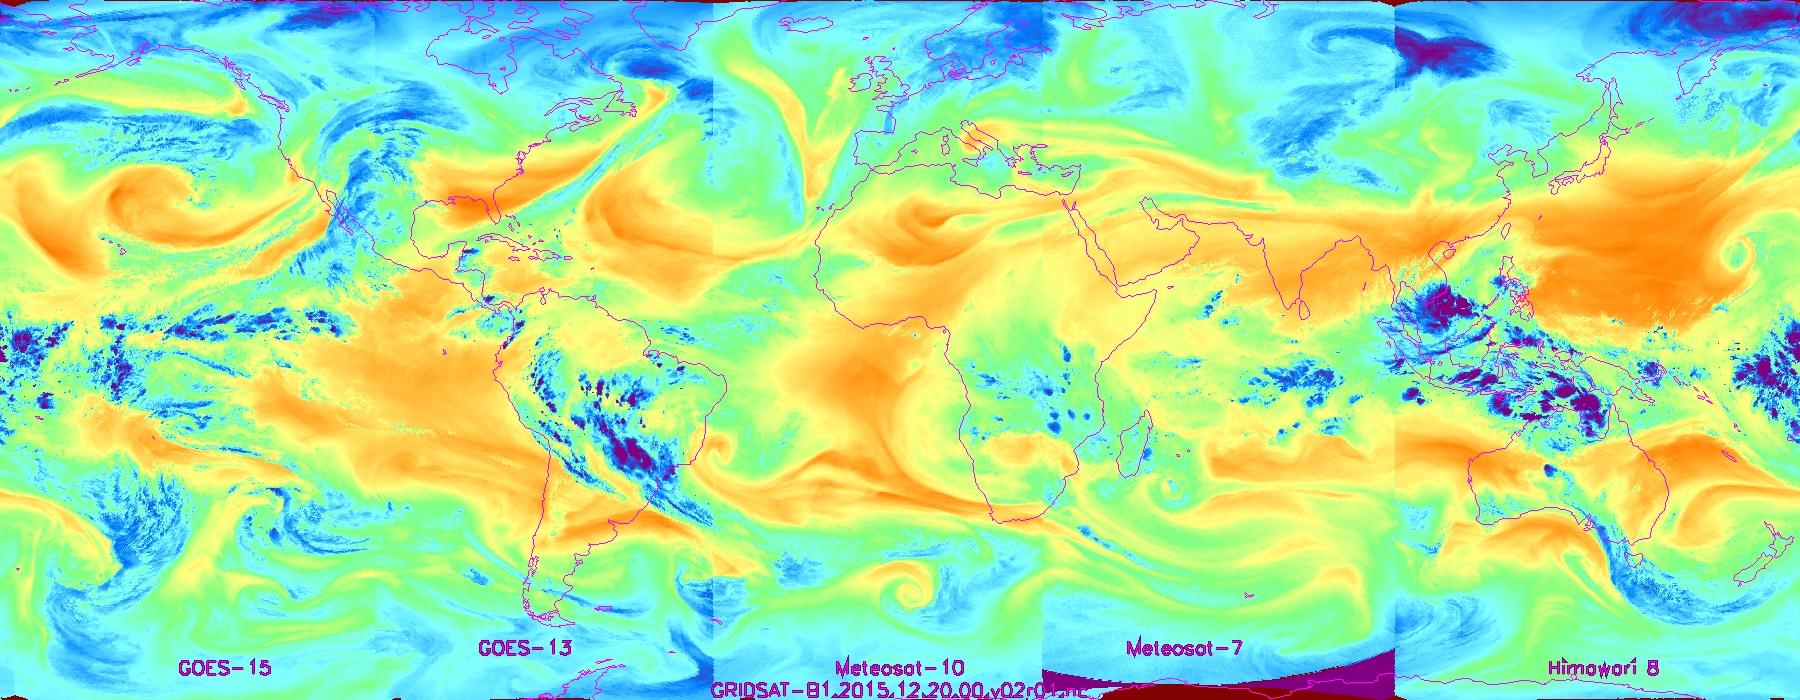 GOES-13
Meteosat-7
GOES-15
Meteosat-10
Himawari 8
GRIDSAT-B1.2015.12.20.00.v02r01.nc